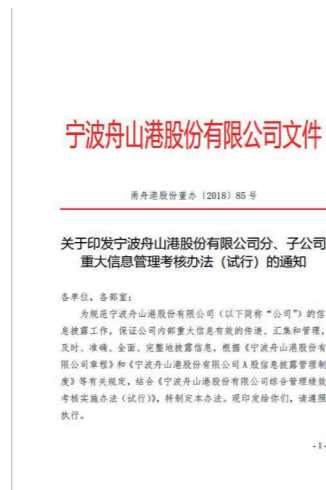 宁波舟山港股份有限公司文件
甬舟港股份董办〔2018〕85号
关于印发宁波舟山港股份有限公司分、子公司
重大信息管理考核办法（试行）的通知
各单位，各部室：
为规范宁波舟山港股份有限公司（以下简称“公司”）的信
息披露工作，保证公司内部重大信息有效的传递、汇集和管理，
及时、准确、全面、完整地披露信息，根据《宁波舟山港股份有
限公司章程》和《宁波舟山港股份有限公司A股信息披露管理制
度》等有关规定，结合《宁波舟山港股份有限公司综合管理绩效
考核实施办法（试行）》，特制定本办法。现印发给你们，请遵照
执行。
-1-